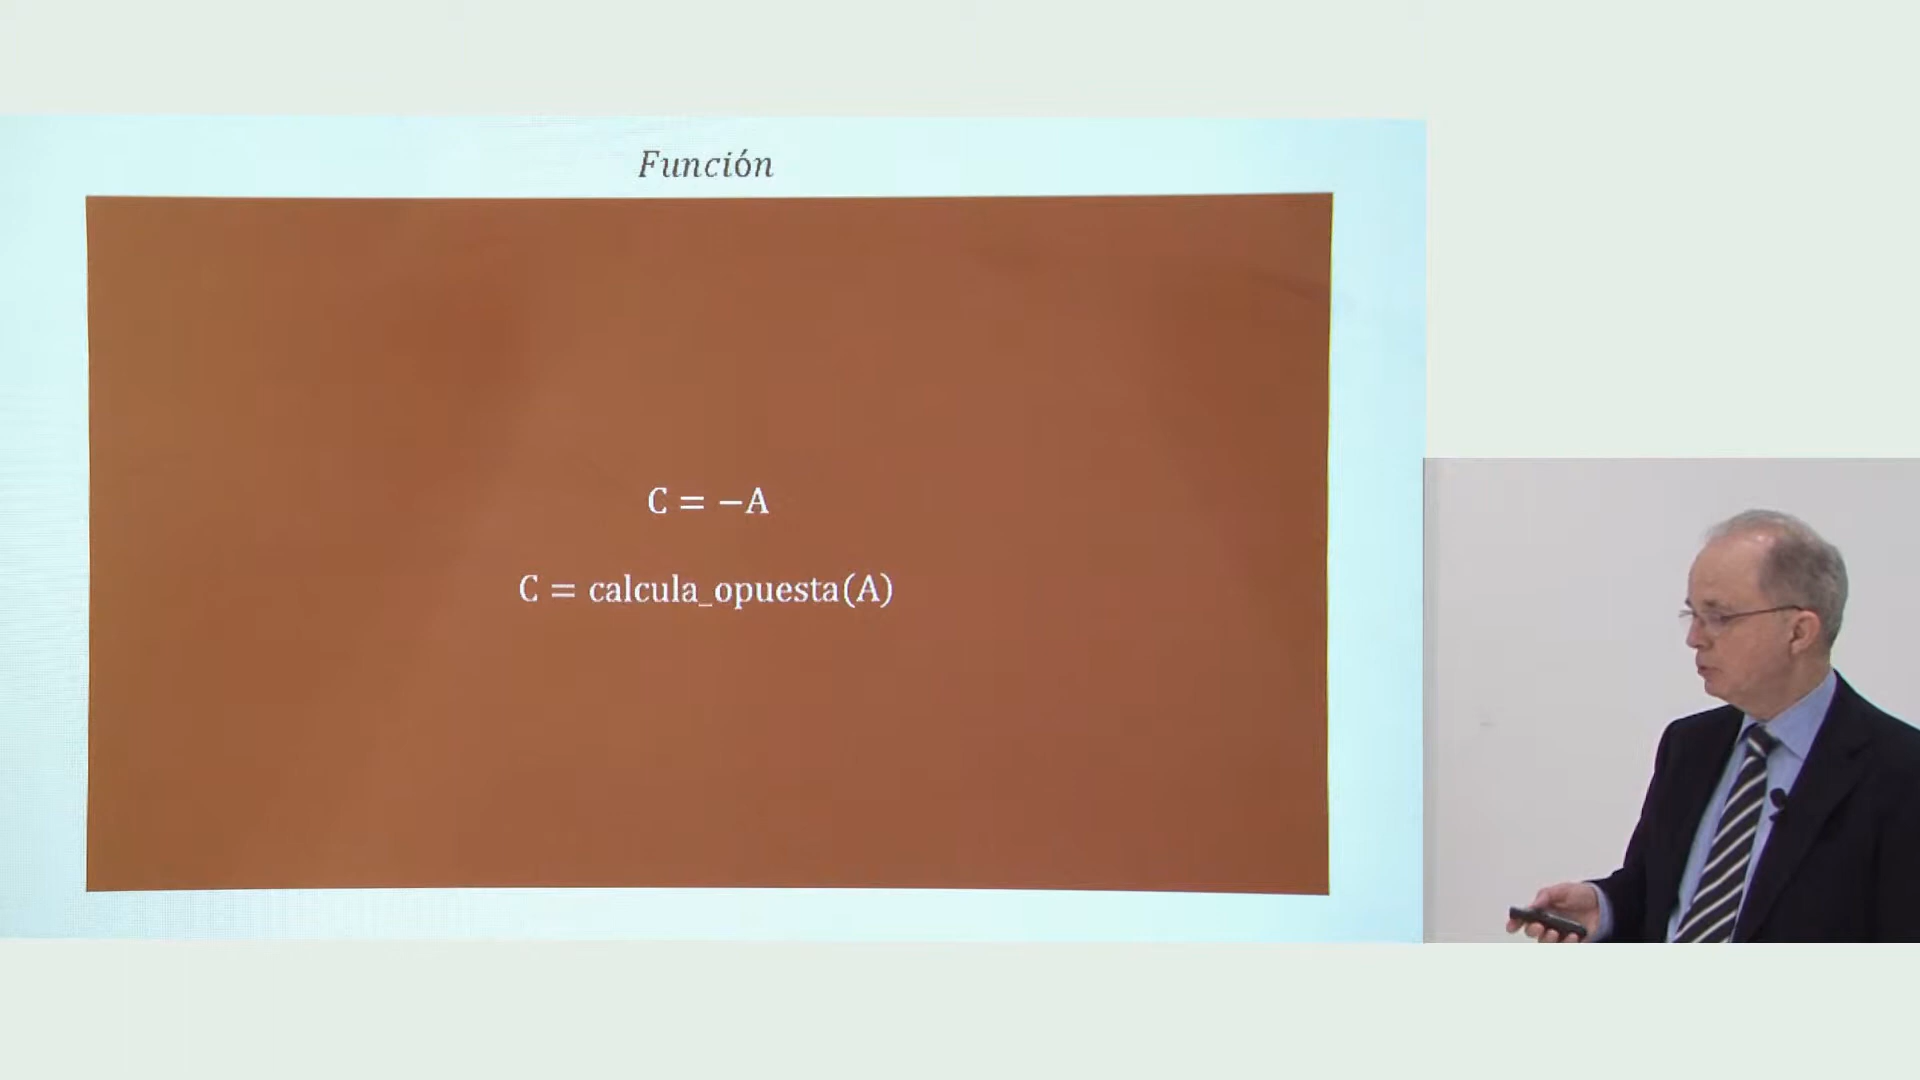 Función
C = −A
C = calcula_opuesta(A)